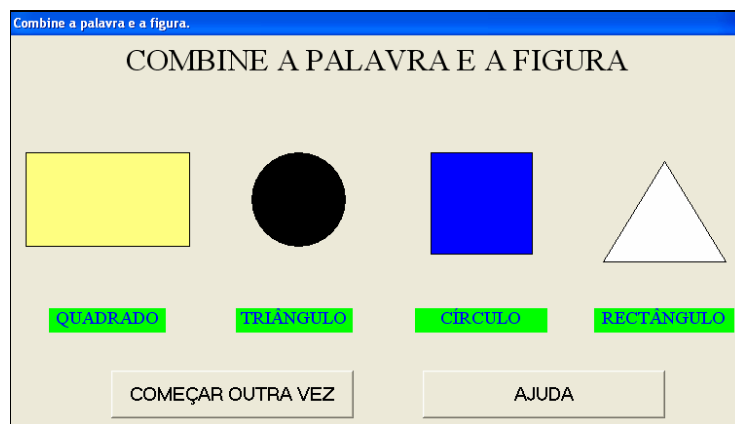 Combine a palavra e a figura.
COMBINE A PALAVRA E A FIGURA
QUADRADO TRIÂNGULO CÍRCULO RECTÂNGULO
COMEÇAR OUTRA VEZ AJUDA